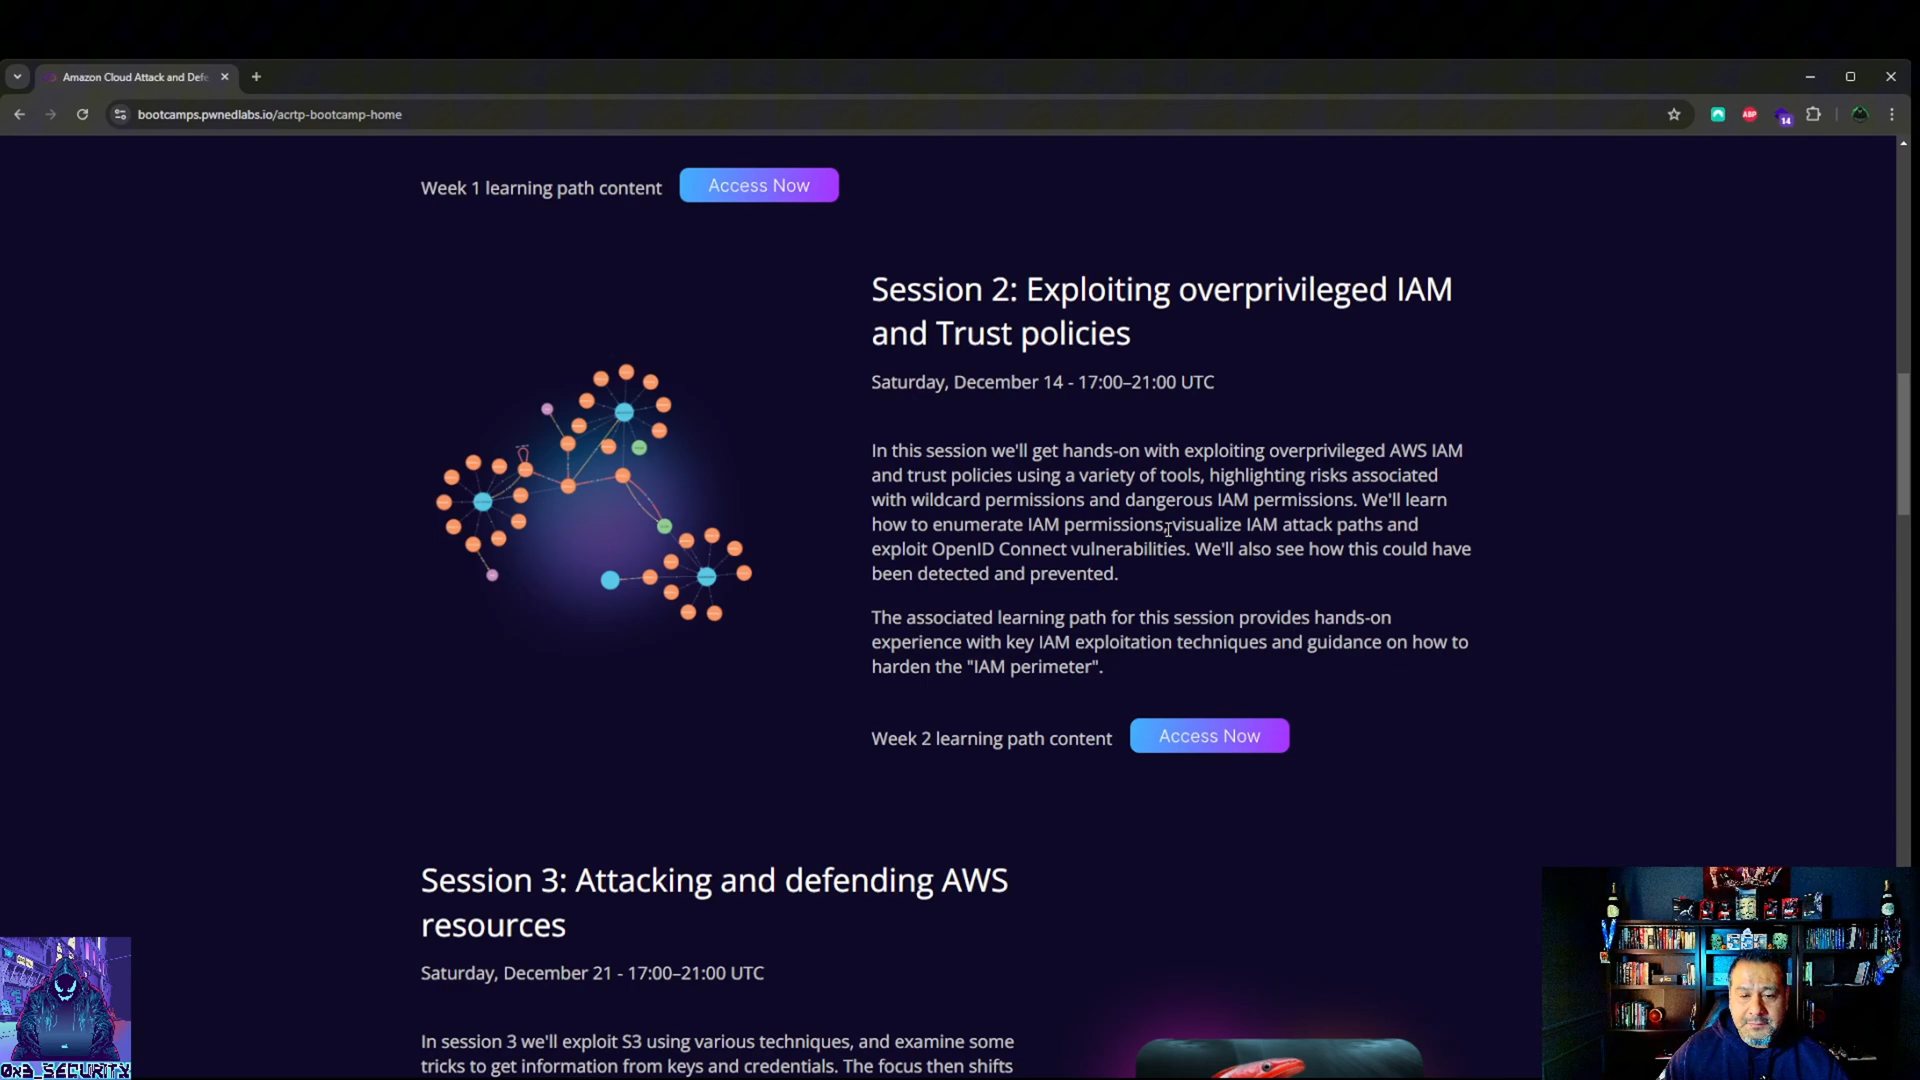 Amazon Cloud Attack and Defe
bootcamps.pwnedlabs.io/acrtp-bootcamp-home
ABP
14
Week 1 learning path content
Access Now
Session 2: Exploiting overprivileged IAM
and Trust policies
Saturday, December 14 - 17:00–21:00 UTC
In this session we'll get hands-on with exploiting overprivileged AWS IAM
and trust policies using a variety of tools, highlighting risks associated
with wildcard permissions and dangerous IAM permissions. We'll learn
how to enumerate IAM permissions, visualize IAM attack paths and
exploit OpenID Connect vulnerabilities. We'll also see how this could have
been detected and prevented.
The associated learning path for this session provides hands-on
experience with key IAM exploitation techniques and guidance on how to
harden the "IAM perimeter".
Week 2 learning path content
Access Now
Session 3: Attacking and defending AWS
resources
Saturday, December 21 - 17:00–21:00 UTC
In session 3 we'll exploit S3 using various techniques, and examine some
tricks to get information from keys and credentials. The focus then shifts
0x3_SECURITY